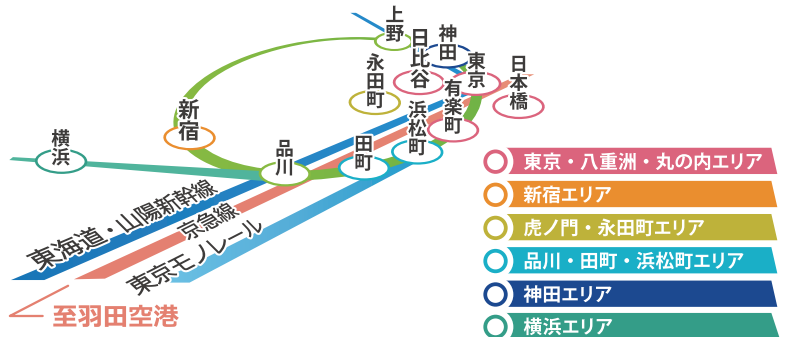 上野
神田
日比谷
東京
永田町
日本橋
有楽町
新宿
浜松町
横浜
品川
田町
東海道・山陽新幹線
京急線
東京モノレール
至羽田空港
東京・八重洲・丸の内エリア
新宿エリア
虎ノ門・永田町エリア
品川・田町・浜松町エリア
神田エリア
横浜エリア